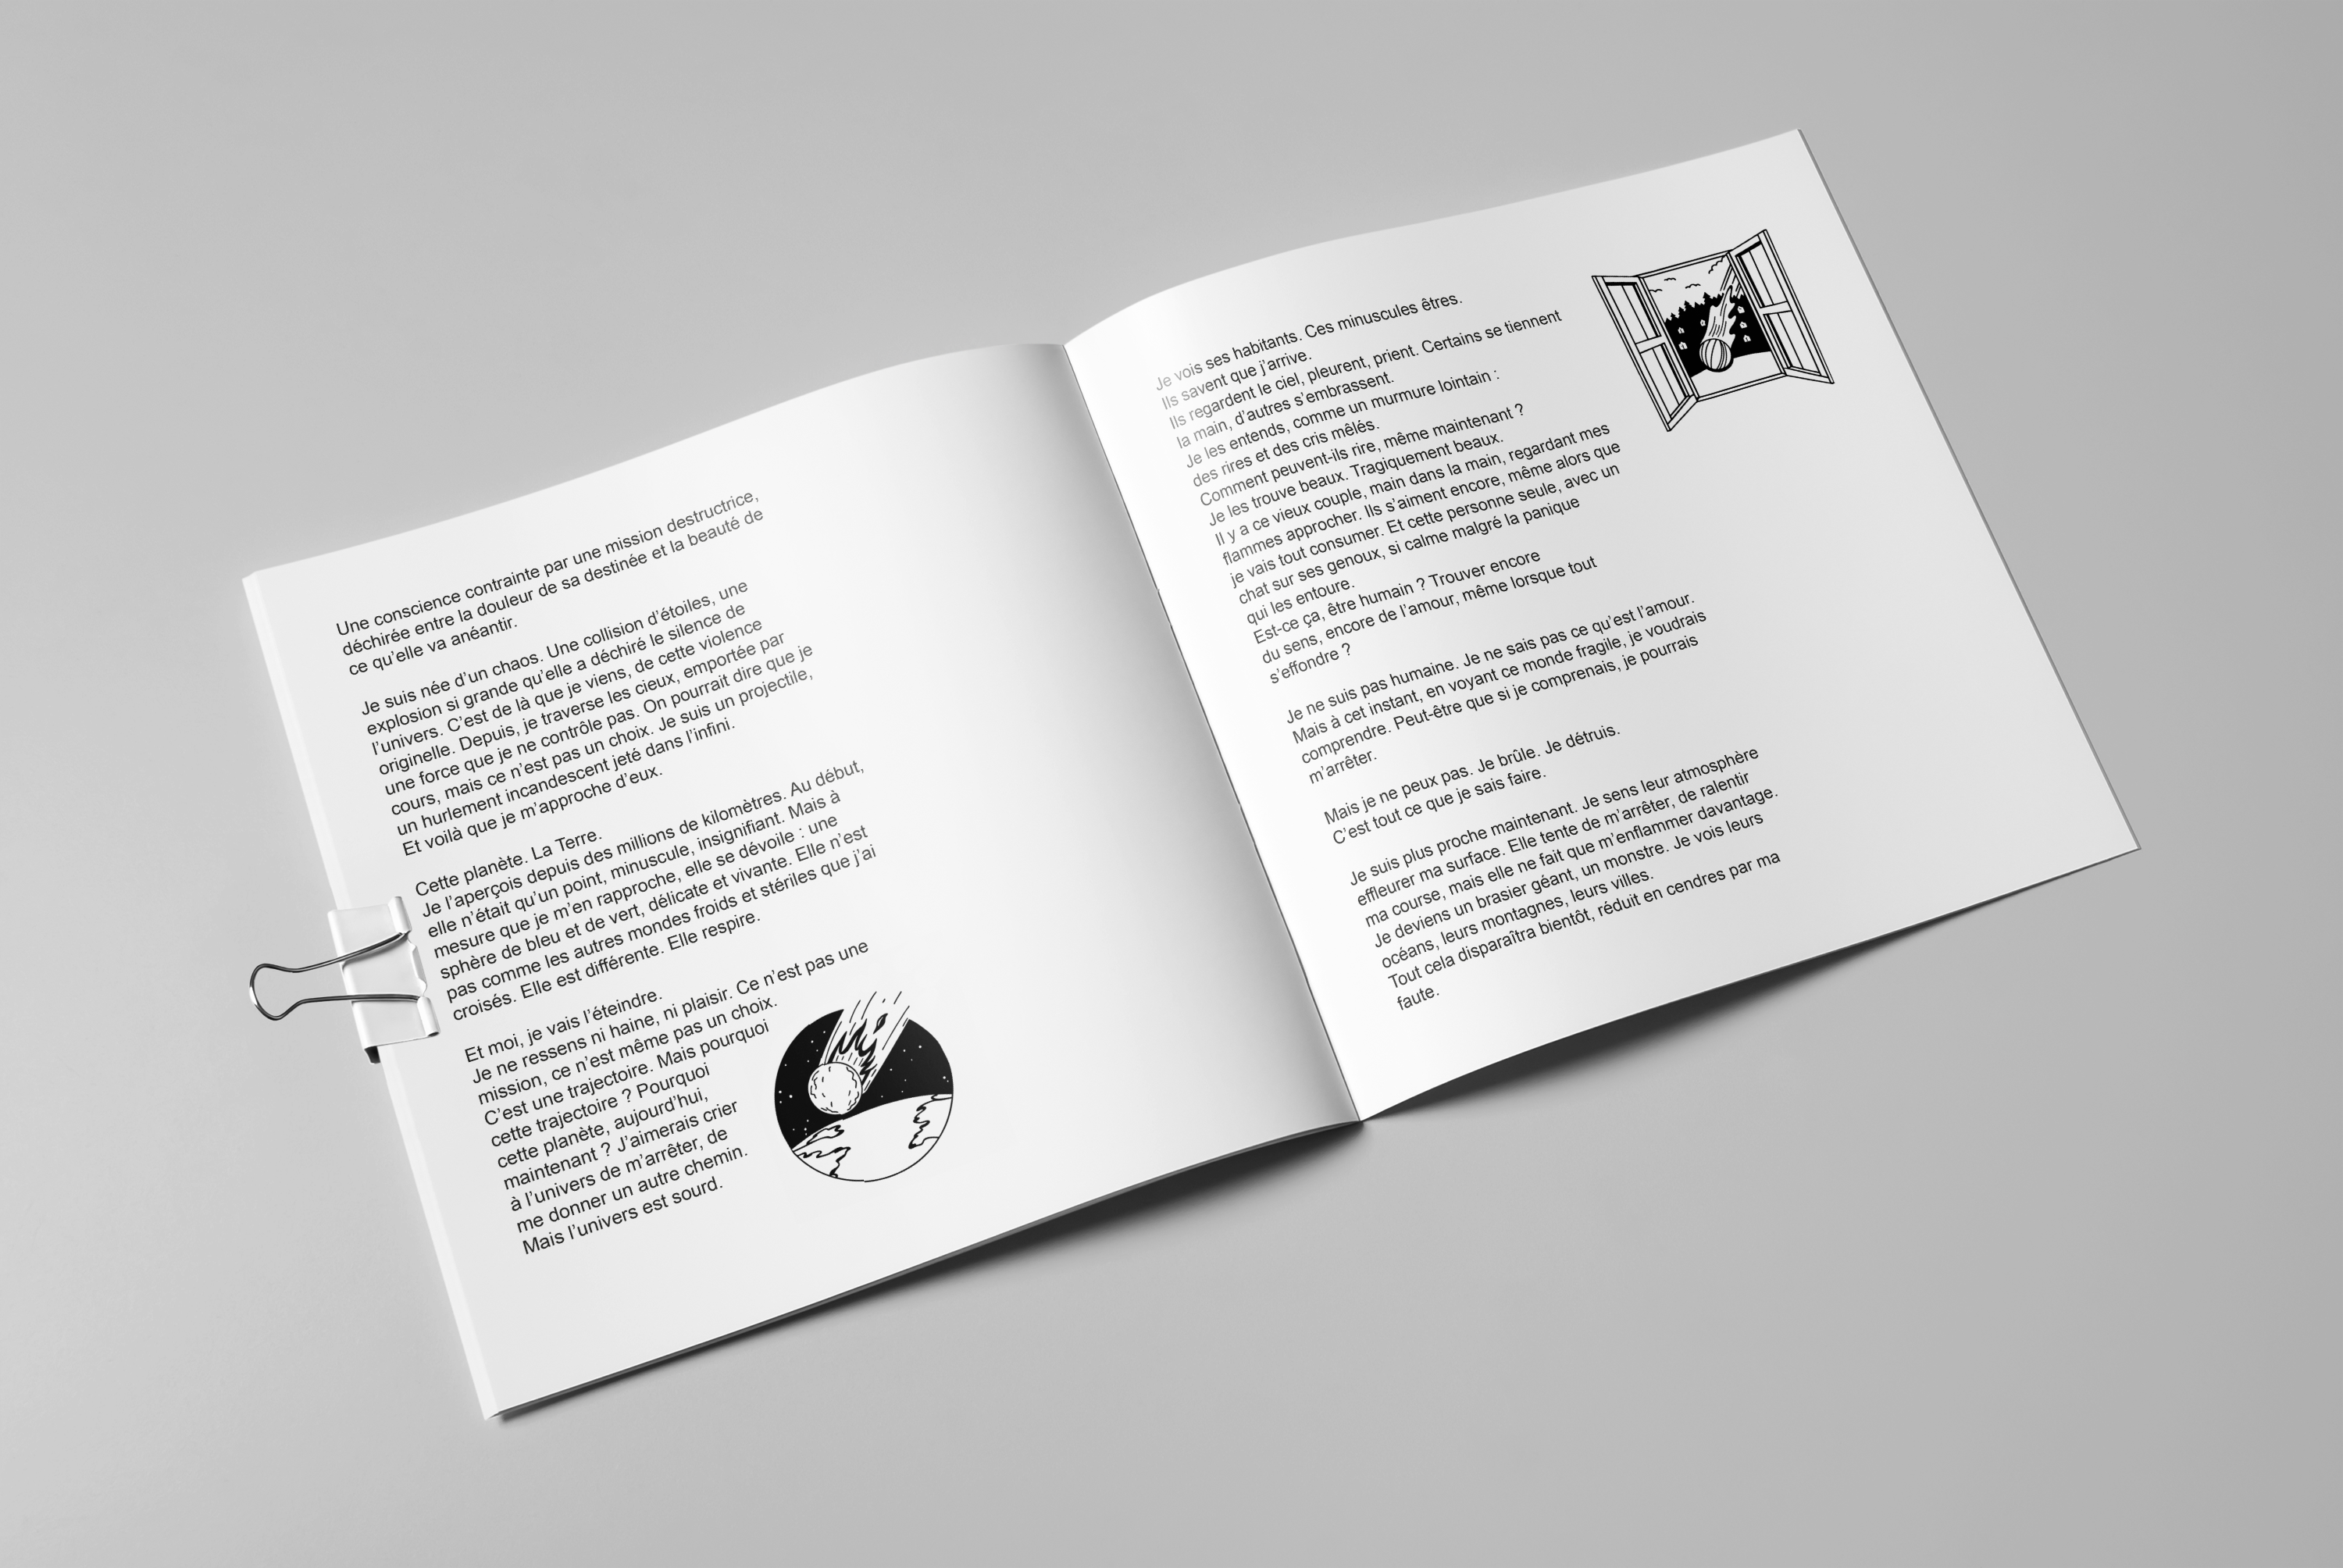 Une conscience contrainte par une mission destructrice,
déchirée entre la douleur de sa destinée et la beauté de
ce qu'elle va anéantir.
Je suis née d'un chaos. Une collision d'étoiles, une
explosion si grande qu'elle a déchiré le silence de
l'univers. C'est de là que je viens, de cette violence
originelle. Depuis, je traverse les cieux, emportée par
une force que je ne contrôle pas. On pourrait dire que je
cours, mais ce n'est pas un choix. Je suis un projectile,
un hurlement incandescent jeté dans l'infini.
Et voilà que je m'approche d'eux.
Cette planète. La Terre.
Je l'aperçois depuis des millions de kilomètres. Au début,
elle n'était qu'un point, minuscule, insignifiant. Mais à
mesure que je m'en rapproche, elle se dévoile : une
sphère de bleu et de vert, délicate et vivante. Elle n'est
pas comme les autres mondes froids et stériles que j'ai
croisés. Elle est différente. Elle respire.
Et moi, je vais l'éteindre.
Je ne ressens ni haine, ni plaisir. Ce n'est pas une
mission, ce n'est même pas un choix.
C'est une trajectoire. Mais pourquoi
cette trajectoire ? Pourquoi
cette planète, aujourd'hui,
maintenant ? J'aimerais crier
à l'univers de m'arrêter, de
me donner un autre chemin.
Mais l'univers est sourd.
Je vois ses habitants. Ces minuscules êtres.
Ils savent que j'arrive.
Ils regardent le ciel, pleurent, prient. Certains se tiennent
la main, d'autres s'embrassent.
Je les entends, comme un murmure lointain :
des rires et des cris mêlés.
Comment peuvent-ils rire, même maintenant ?
Je les trouve beaux. Tragiquement beaux.
Il y a ce vieux couple, main dans la main, regardant mes
flammes approcher. Ils s'aiment encore, même alors que
je vais tout consumer. Et cette personne seule, avec un
chat sur ses genoux, si calme malgré la panique
qui les entoure.
Est-ce ça, être humain ? Trouver encore
du sens, encore de l'amour, même lorsque tout
s'effondre ?
Je ne suis pas humaine. Je ne sais pas ce qu'est l'amour.
Mais à cet instant, en voyant ce monde fragile, je voudrais
comprendre. Peut-être que si je comprenais, je pourrais
m'arrêter.
Mais je ne peux pas. Je brûle. Je détruis.
C'est tout ce que je sais faire.
Je suis plus proche maintenant. Je sens leur atmosphère
effleurer ma surface. Elle tente de m'arrêter, de ralentir
ma course, mais elle ne fait que m'enflammer davantage.
Je deviens un brasier géant, un monstre. Je vois leurs
océans, leurs montagnes, leurs villes.
Tout cela disparaîtra bientôt, réduit en cendres par ma
faute.